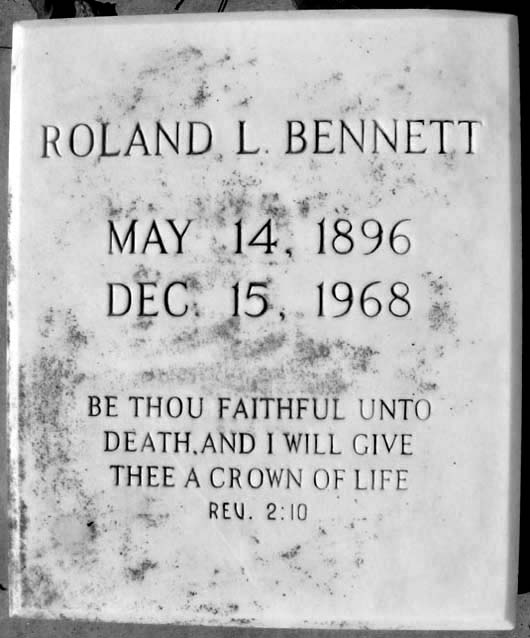 ROLAND L. BENNETT
MAY 14, 1896
DEC. 15, 1968
BE THOU FAITHFUL UNTO
DEATH, AND I WILL GIVE
THEE A CROWN OF LIFE
REV. 2:10